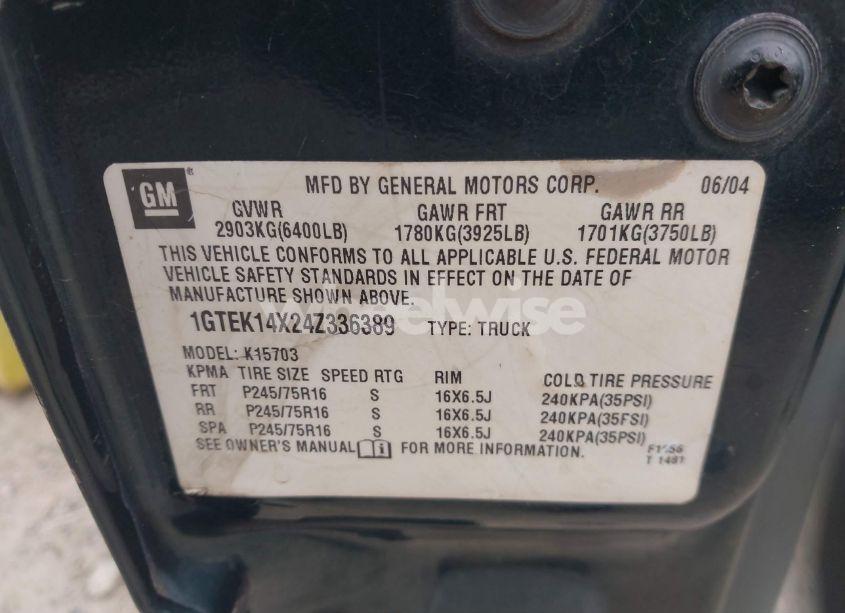 GM ®
MFD BY GENERAL MOTORS CORP. 06/04
GVWR GAWR FRT GAWR RR
2903KG(6400LB) 1780KG(3925LB) 1701KG(3750LB)
THIS VEHICLE CONFORMS TO ALL APPLICABLE U.S. FEDERAL MOTOR
VEHICLE SAFETY STANDARDS IN EFFECT ON THE DATE OF
MANUFACTURE SHOWN ABOVE.
1GTEK14X24Z336389 TYPE: TRUCK
MODEL: K15703
KPMA TIRE SIZE SPEED RTG RIM COLD TIRE PRESSURE
FRT P245/75R16 S 16X6.5J 240KPA(35PSI)
RR P245/75R16 S 16X6.5J 240KPA(35PSI)
SPA P245/75R16 S 16X6.5J 240KPA(35PSI)
SEE OWNER'S MANUAL FOR MORE INFORMATION.
T 1481